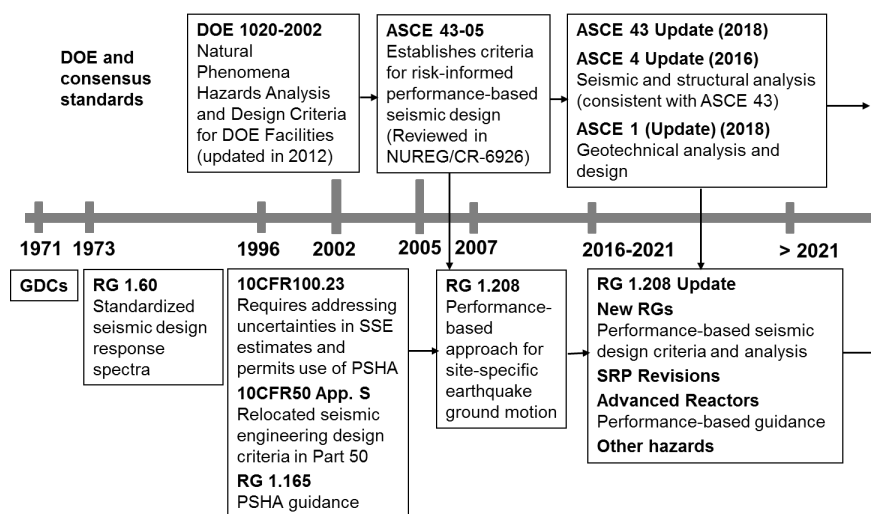 DOE and
consensus
standards
DOE 1020-2002
Natural
Phenomena
Hazards Analysis
and Design Criteria
for DOE Facilities
(updated in 2012)
ASCE 43-05
Establishes criteria
for risk-informed
performance-based
seismic design
(Reviewed in
NUREG/CR-6926)
ASCE 43 Update (2018)
ASCE 4 Update (2016)
Seismic and structural analysis
(consistent with ASCE 43)
ASCE 1 (Update) (2018)
Geotechnical analysis and
design
1971
1973
1996
2002
2005
2007
2016-2021
> 2021
GDCs
RG 1.60
Standardized
seismic design
response
spectra
10CFR100.23
Requires addressing
uncertainties in SSE
estimates and
permits use of PSHA
10CFR50 App. S
Relocated seismic
engineering design
criteria in Part 50
RG 1.165
PSHA guidance
RG 1.208
Performance-
based
approach for
site-specific
earthquake
ground motion
RG 1.208 Update
New RGs
Performance-based seismic
design criteria and analysis
SRP Revisions
Advanced Reactors
Performance-based guidance
Other hazards